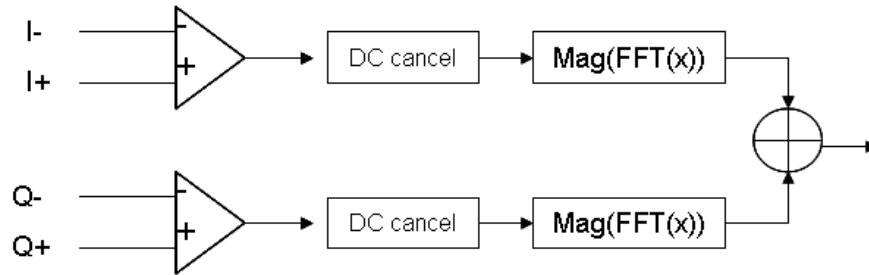 I-
I+
-
+
DC cancel
Mag(FFT(x))
Q-
Q+
-
+
DC cancel
Mag(FFT(x))